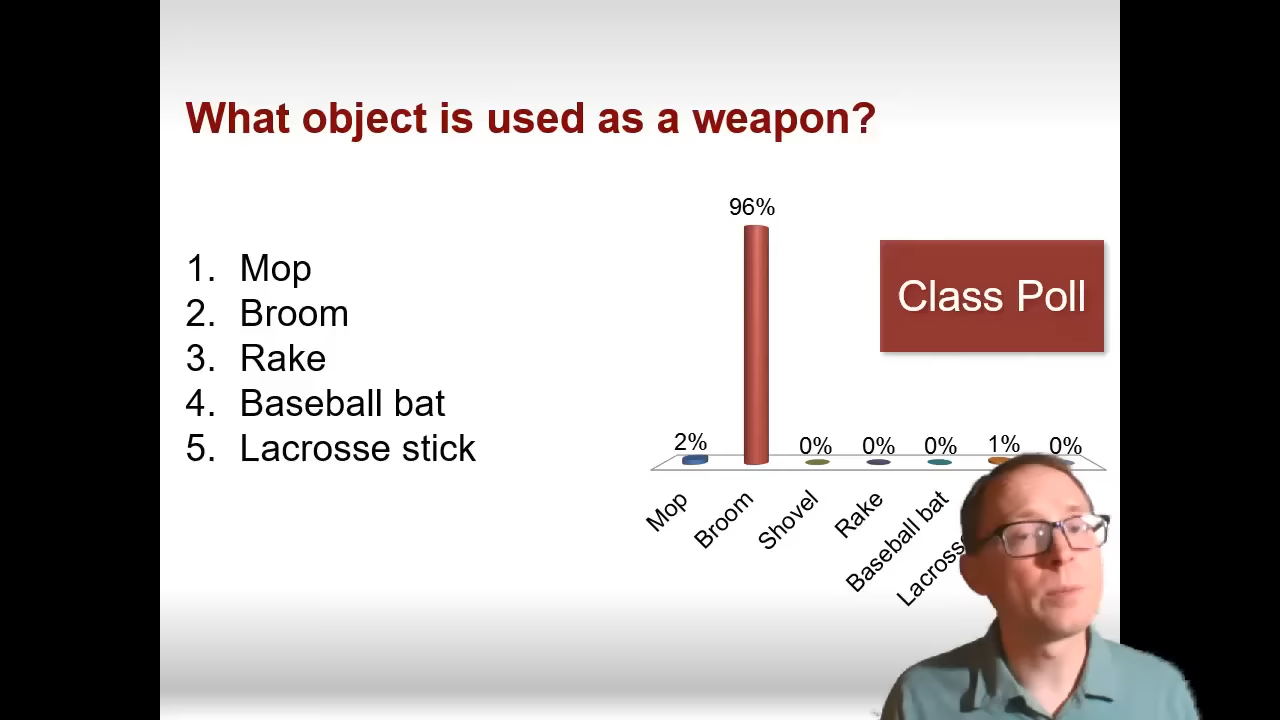 What object is used as a weapon?
1. Mop
2. Broom
3. Rake
4. Baseball bat
5. Lacrosse stick
96%
Class Poll
2%
0%
0%
0%
1%
0%
Mop
Broom
Shovel
Rake
Baseball bat